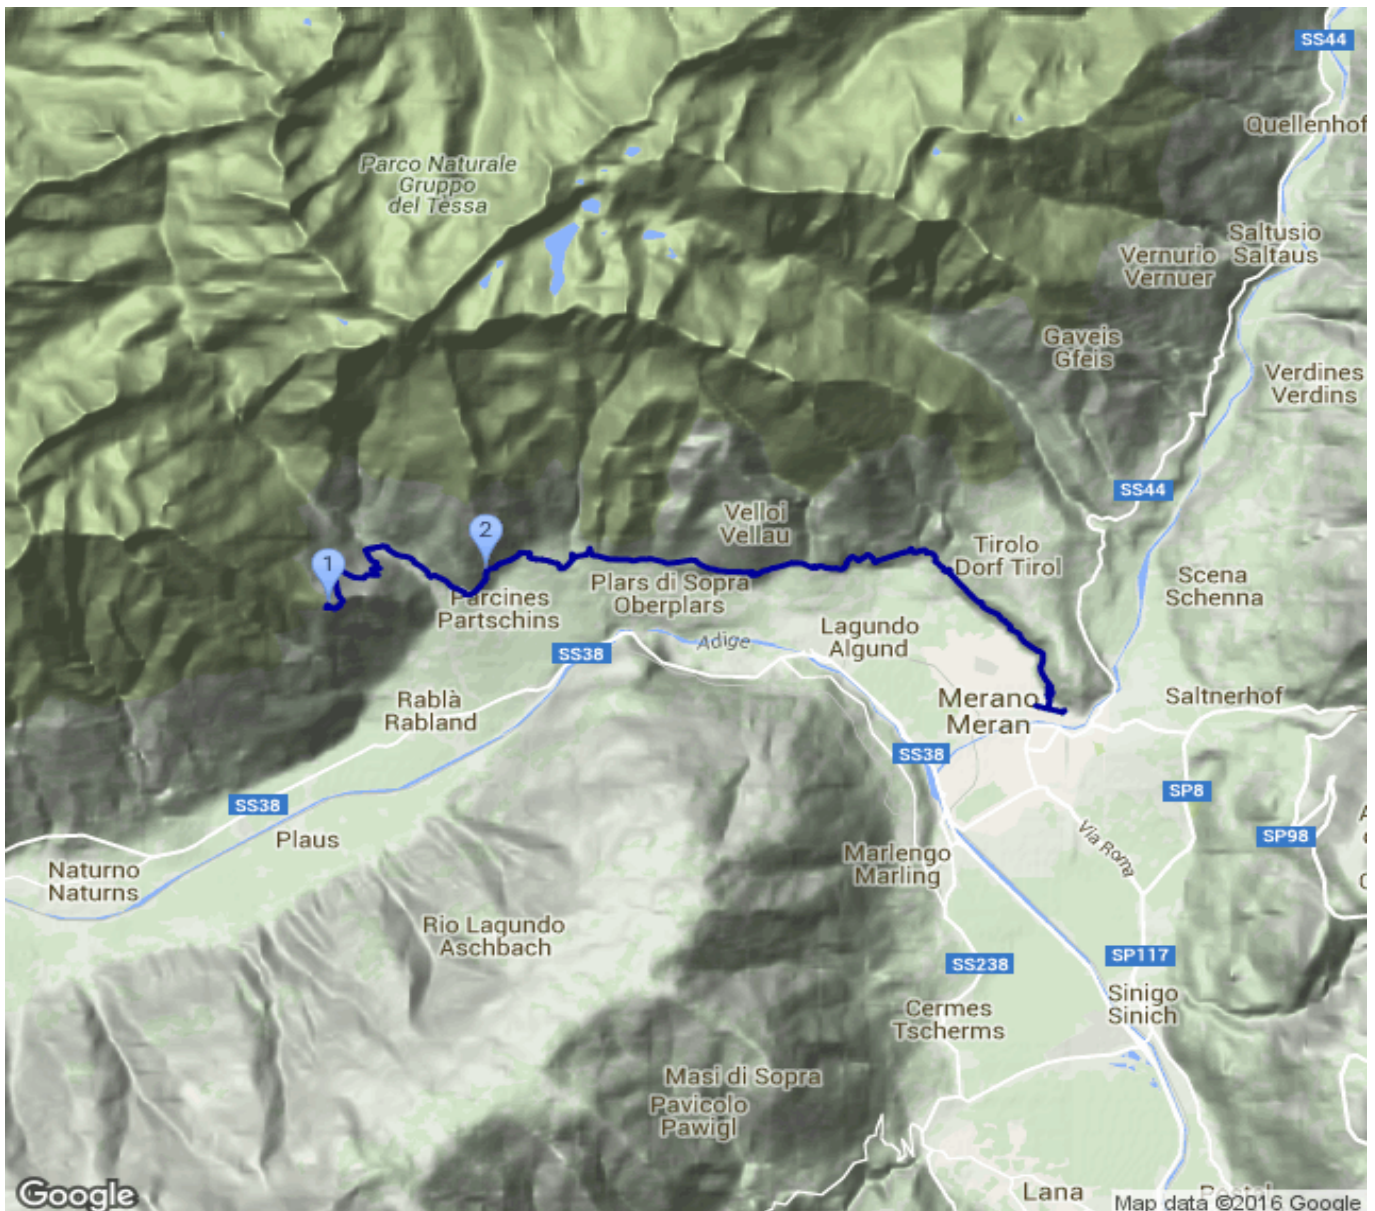 SS44
Quellenhof
Parco Naturale
Gruppo
del Tessa
Saltusio
Saltaus
Vernurio
Vernuer
Gaveis
Gfeis
Verdines
Verdins
SS44
Velloi
Vellau
2
1
Tirolo
Dorf Tirol
Scena
Schenna
Plars di Sopra
Oberplars
Parcines
Partschins
Lagundo
Algund
Adige
SS38
Rablà
Rabland
Merano
Meran
Saltnerhof
SS38
SP8
SS38
Plaus
Via Roma
SP98
Naturno
Naturns
Marlengo
Marling
Rio Lagundo
Aschbach
SS238
SP117
Sinigo
Sinich
Cermes
Tscherms
Masi di Sopra
Pavicolo
Pawigl
Lana
Google
Map data ©2016 Google